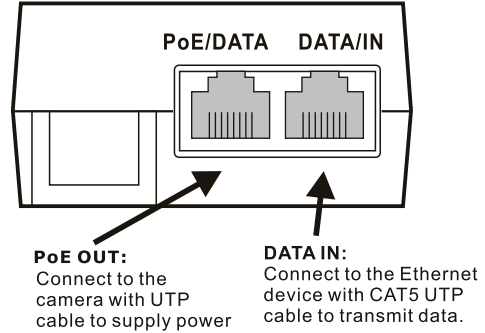 PoE/DATA DATA/IN
PoE OUT:
Connect to the
camera with UTP
cable to supply power
DATA IN:
Connect to the Ethernet
device with CAT5 UTP
cable to transmit data.